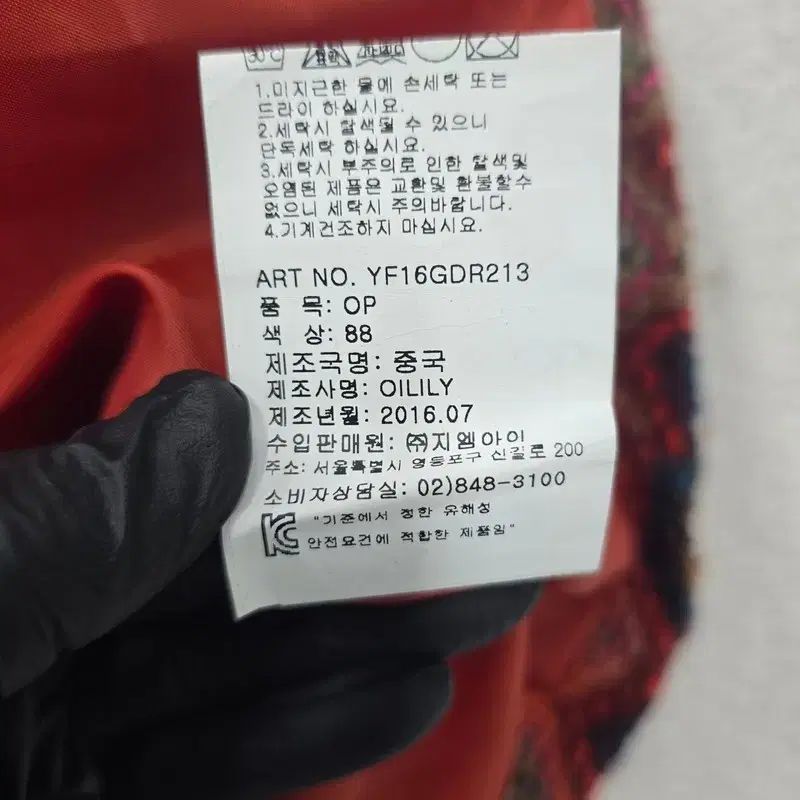 30℃
1.미지근한 물에 손세탁 또는
드라이 하십시요.
2.세탁시 탈색될 수 있으니
단독세탁 하십시요.
3.세탁시 부주의로 인한 탈색및
오염된 제품은 교환및 환불할수
없으니 세탁시 주의바랍니다.
4.기계건조하지 마십시요.
ART NO. YF16GDR213
품 목: OP
색 상: 88
제조국명: 중국
제조사명: OILILY
제조년월: 2016.07
수입판매원: ㈜지엠아이
주소: 서울특별시 영등포구 신길로 200
소비자상담실: 02)848-3100
"기준에서 정한 유해성
안전요건에 적합한 제품임"